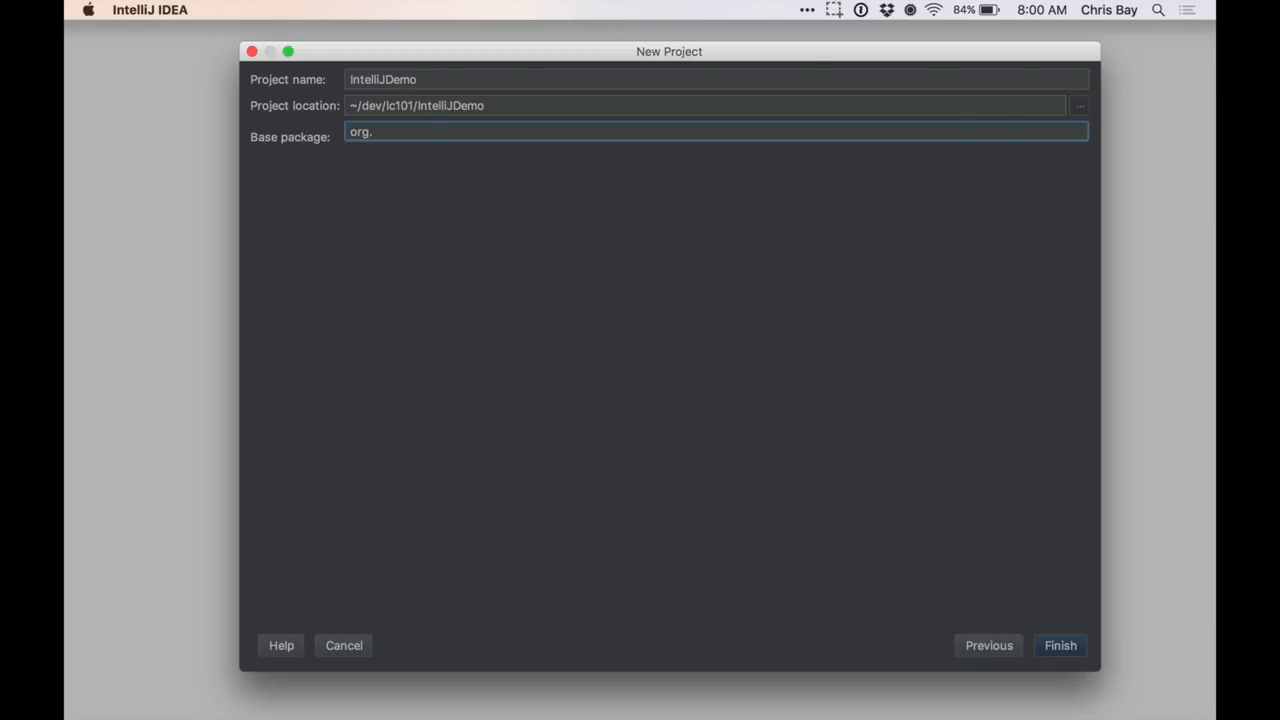 IntelliJ IDEA 84% 8:00 AM Chris Bay
New Project
Project name: IntelliJDemo
Project location: ~/dev/lc101/IntelliJDemo ...
Base package: org.
Help Cancel Previous Finish